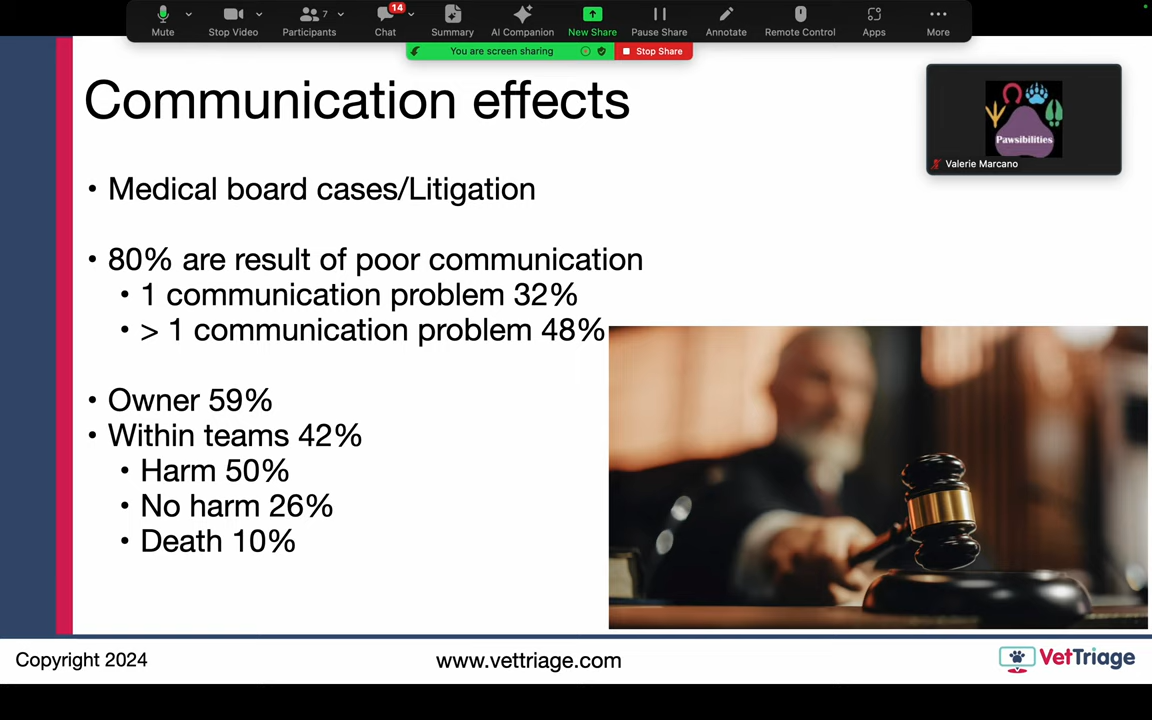 Mute
Stop Video
Participants
7
Chat
14
Summary
AI Companion
New Share
Pause Share
Annotate
Remote Control
Apps
More
You are screen sharing
Stop Share
Communication effects
Pawsibilities
Valerie Marcano
• Medical board cases/Litigation
• 80% are result of poor communication
• 1 communication problem 32%
• > 1 communication problem 48%
• Owner 59%
• Within teams 42%
• Harm 50%
• No harm 26%
• Death 10%
Copyright 2024
www.vettriage.com
VetTriage